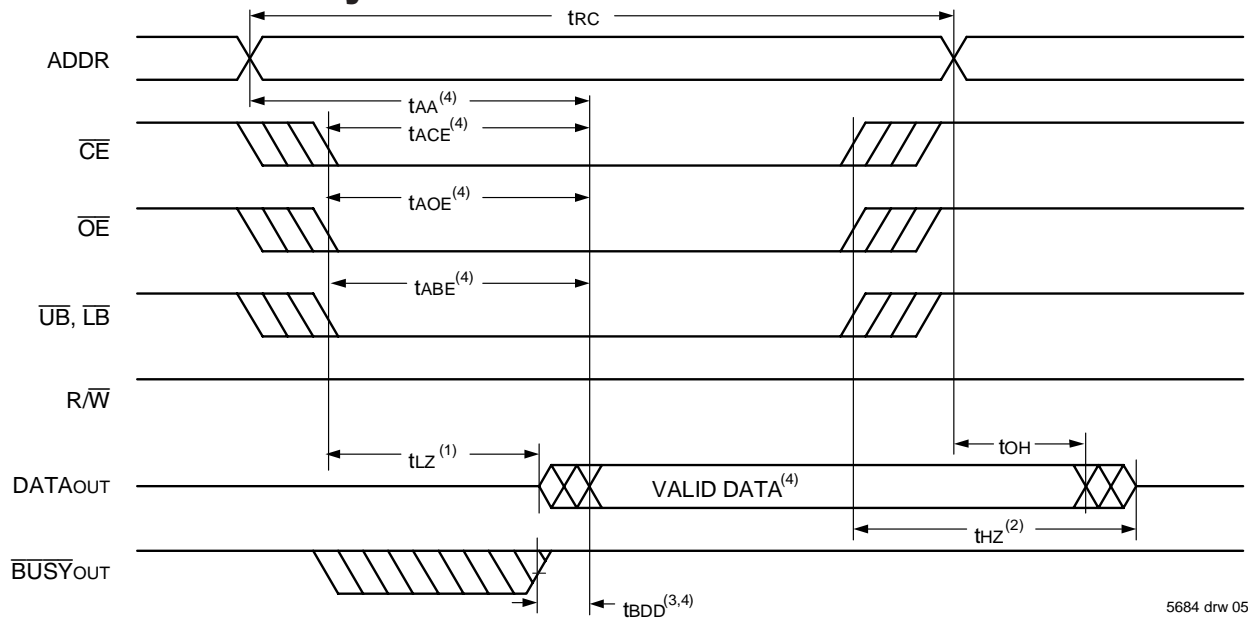 tRC
ADDR
tAA(4)
tACE(4)
CE
tAOE(4)
OE
tABE(4)
UB, LB
R/W
tLZ(1)
tOH
DATAOUT
VALID DATA(4)
tHZ(2)
BUSYOUT
tBDD(3,4)
5684 drw 05